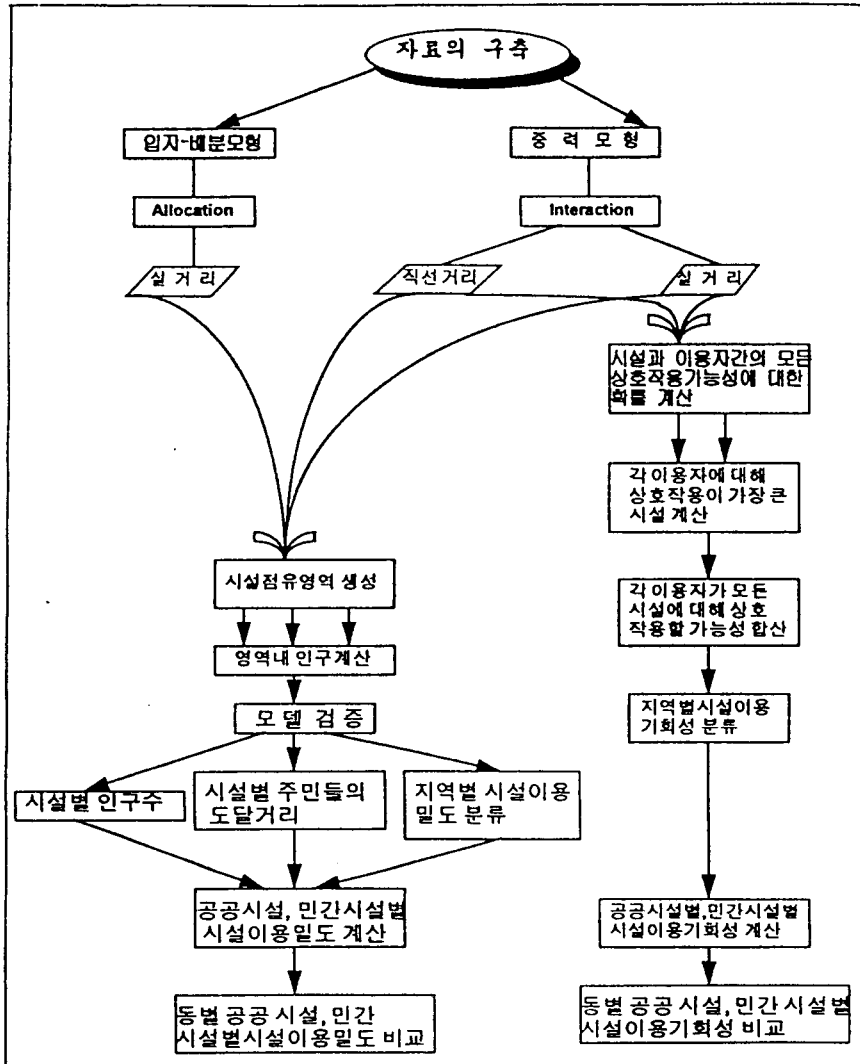 자료의 구축
입지-배분모형
중 력 모 형
Allocation
Interaction
실 거 리
직선거리
실 거 리
시설과 이용자간의 모든
상호작용가능성에 대한
확률 계산
각 이용자에 대해
상호작용이 가장 큰
시설 계산
시설점유영역 생성
각 이용자가 모든
시설에 대해 상호
작용할 가능성 합산
영역내 인구계산
모 델 검 증
지역별시설이용
기회성 분류
시설별 인구수
시설별 주민들의
도달거리
지역별 시설이용
밀도 분류
공공시설, 민간시설별
시설이용밀도 계산
공공시설별,민간시설별
시설이용기회성 계산
동별 공공 시설, 민간
시설별시설이용밀도 비교
동별 공공 시설, 민간 시설별
시설이용기회성 비교